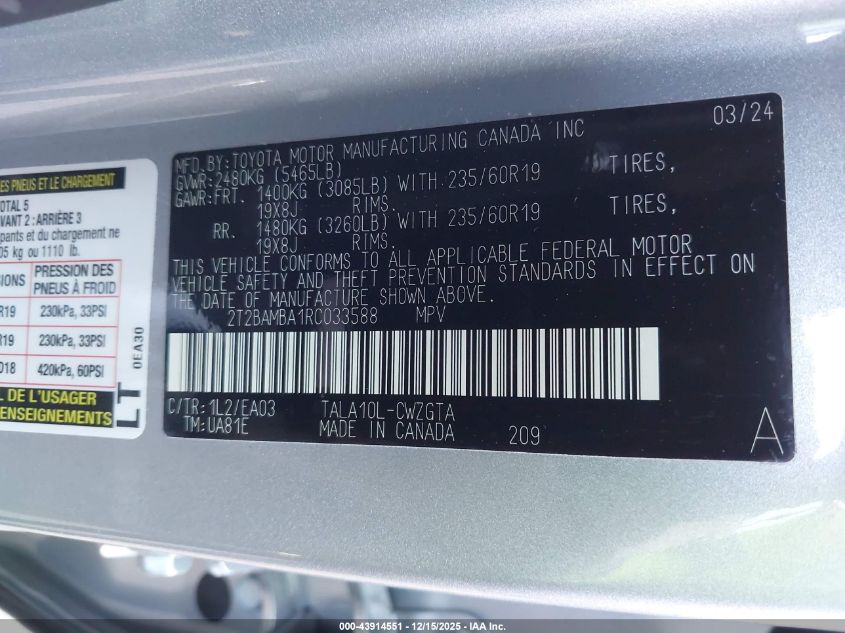 MFD. BY: TOYOTA MOTOR MANUFACTURING CANADA INC 03/24
GVWR: 2480KG (5465LB)
GAWR: FRT. 1400KG (3085LB) WITH 235/60R19 TIRES,
19X8J RIMS.
RR. 1480KG (3260LB) WITH 235/60R19 TIRES,
19X8J RIMS.
THIS VEHICLE CONFORMS TO ALL APPLICABLE FEDERAL MOTOR
VEHICLE SAFETY AND THEFT PREVENTION STANDARDS IN EFFECT ON
THE DATE OF MANUFACTURE SHOWN ABOVE.
2T2BAMBA1RC033588 MPV
C/TR: 1L2/EA03 TALA10L-CWZGTA
TM: UA81E MADE IN CANADA 209 A
ES PNEUS ET LE CHARGEMENT
OTAL 5
VANT 2 : ARRIÈRE 3
pants et du chargement ne
05 kg ou 1110 lb.
PRESSION DES
PNEUS À FROID
R19 230kPa, 33PSI
R19 230kPa, 33PSI
D18 420kPa, 60PSI
L DE L'USAGER
ENSEIGNEMENTS
0EA30
LT
000-43914551 - 12/15/2025 - IAA Inc.